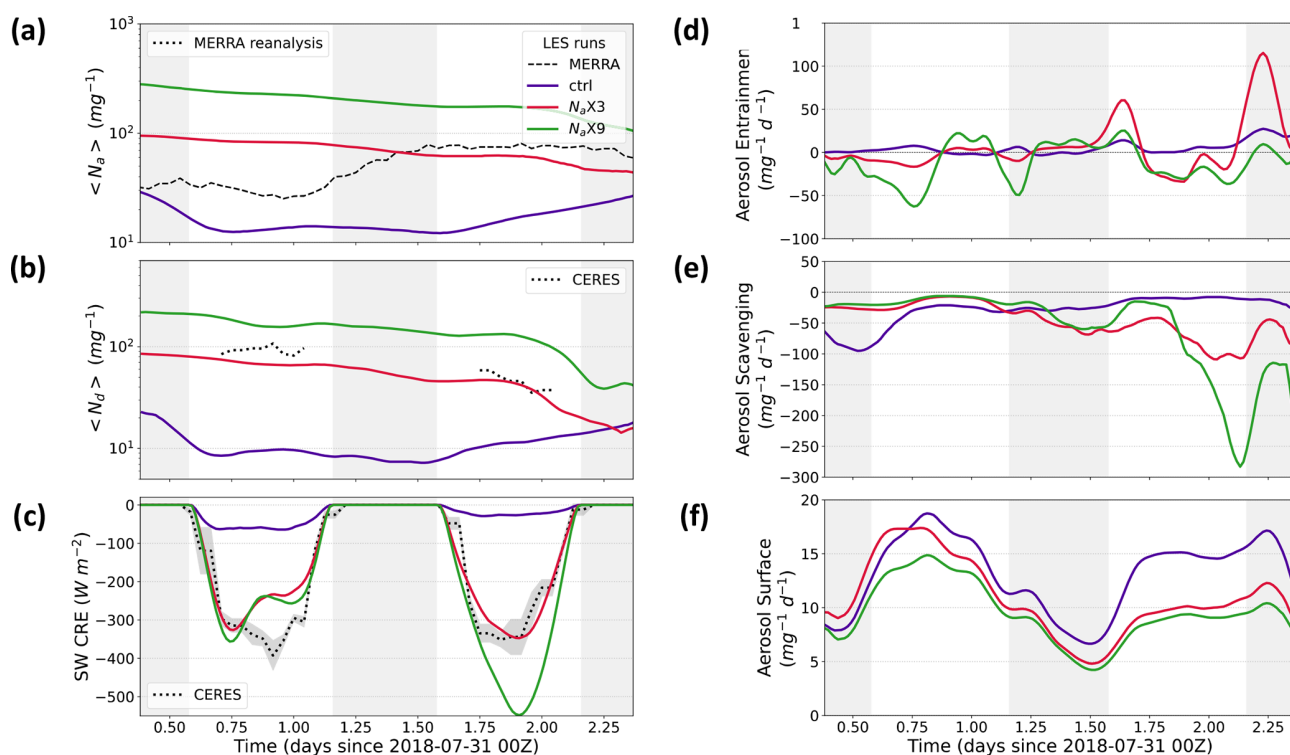 (a)
10³
10²
10¹
< Nₐ > (mg⁻¹)
MERRA reanalysis
LES runs
MERRA
ctrl
NₐX3
NₐX9
(b)
10²
10¹
< N_d > (mg⁻¹)
CERES
(c)
0
−100
−200
−300
−400
−500
SW CRE (W m⁻²)
CERES
0.50 0.75 1.00 1.25 1.50 1.75 2.00 2.25
Time (days since 2018-07-31 00Z)
(d)
1
100
50
0
−50
−100
Aerosol Entrainmen
(mg⁻¹ d⁻¹)
(e)
0
−50
−100
−150
−200
−250
−300
Aerosol Scavenging
(mg⁻¹ d⁻¹)
(f)
20
15
10
5
0
Aerosol Surface
(mg⁻¹ d⁻¹)
0.50 0.75 1.00 1.25 1.50 1.75 2.00 2.25
Time (days since 2018-07-31 00Z)